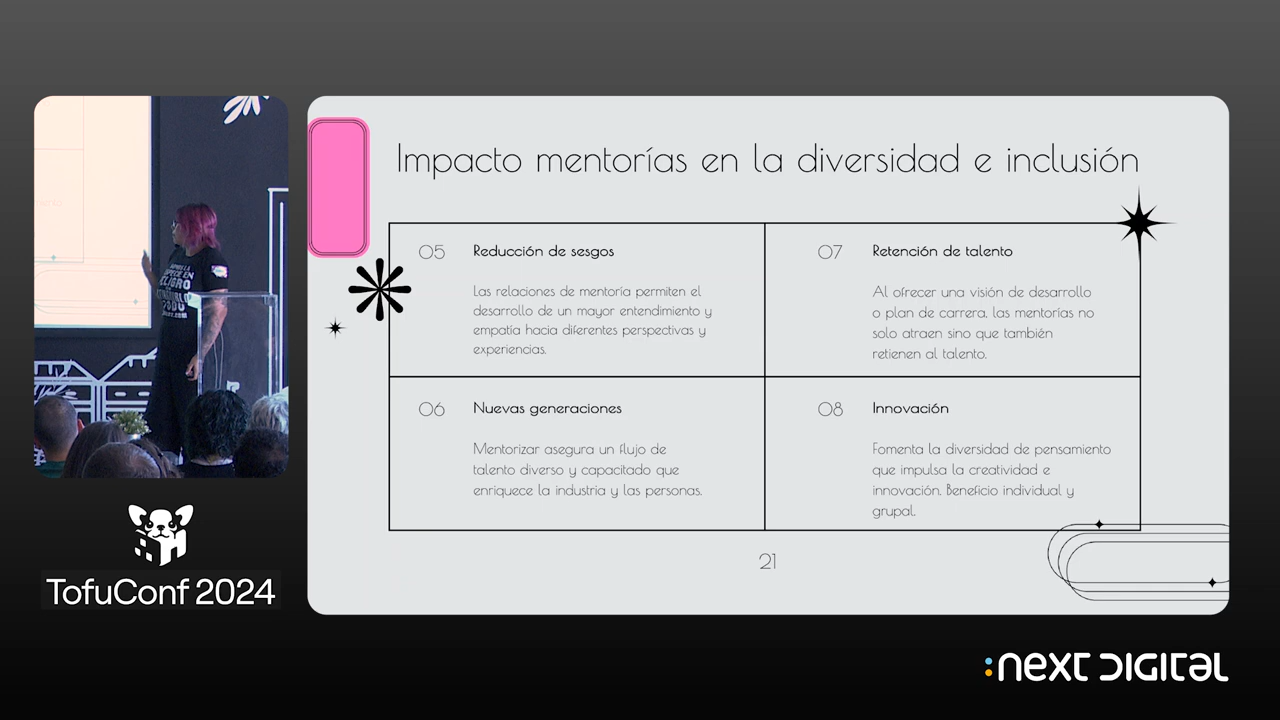 Impacto mentorías en la diversidad e inclusión
05
Reducción de sesgos
Las relaciones de mentoría permiten el
desarrollo de un mayor entendimiento y
empatía hacia diferentes perspectivas y
experiencias.
07
Retención de talento
Al ofrecer una visión de desarrollo
o plan de carrera, las mentorías no
solo atraen sino que también
retienen al talento.
06
Nuevas generaciones
Mentorizar asegura un flujo de
talento diverso y capacitado que
enriquece la industria y las personas.
08
Innovación
Fomenta la diversidad de pensamiento
que impulsa la creatividad e
innovación. Beneficio individual y
grupal.
21
TofuConf 2024
:NEXT DIGITAL